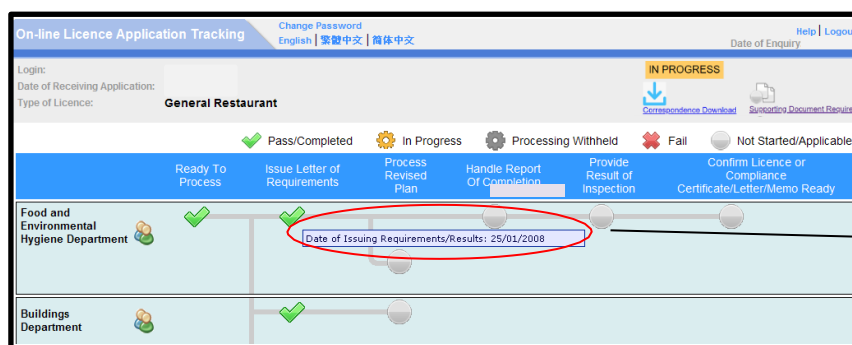 On-line Licence Application Tracking
Change Password
English | 繁體中文 | 简体中文
Help | Logou
Date of Enquiry
Login:
Date of Receiving Application:
Type of Licence: General Restaurant
IN PROGRESS
Correspondence Download
Supporting Document Require
Pass/Completed In Progress Processing Withheld Fail Not Started/Applicable
Ready To
Process
Issue Letter of
Requirements
Process
Revised
Plan
Handle Report
Of Completion
Provide
Result of
Inspection
Confirm Licence or
Compliance
Certificate/Letter/Memo Ready
Food and
Environmental
Hygiene Department
Date of Issuing Requirements/Results: 25/01/2008
Buildings
Department